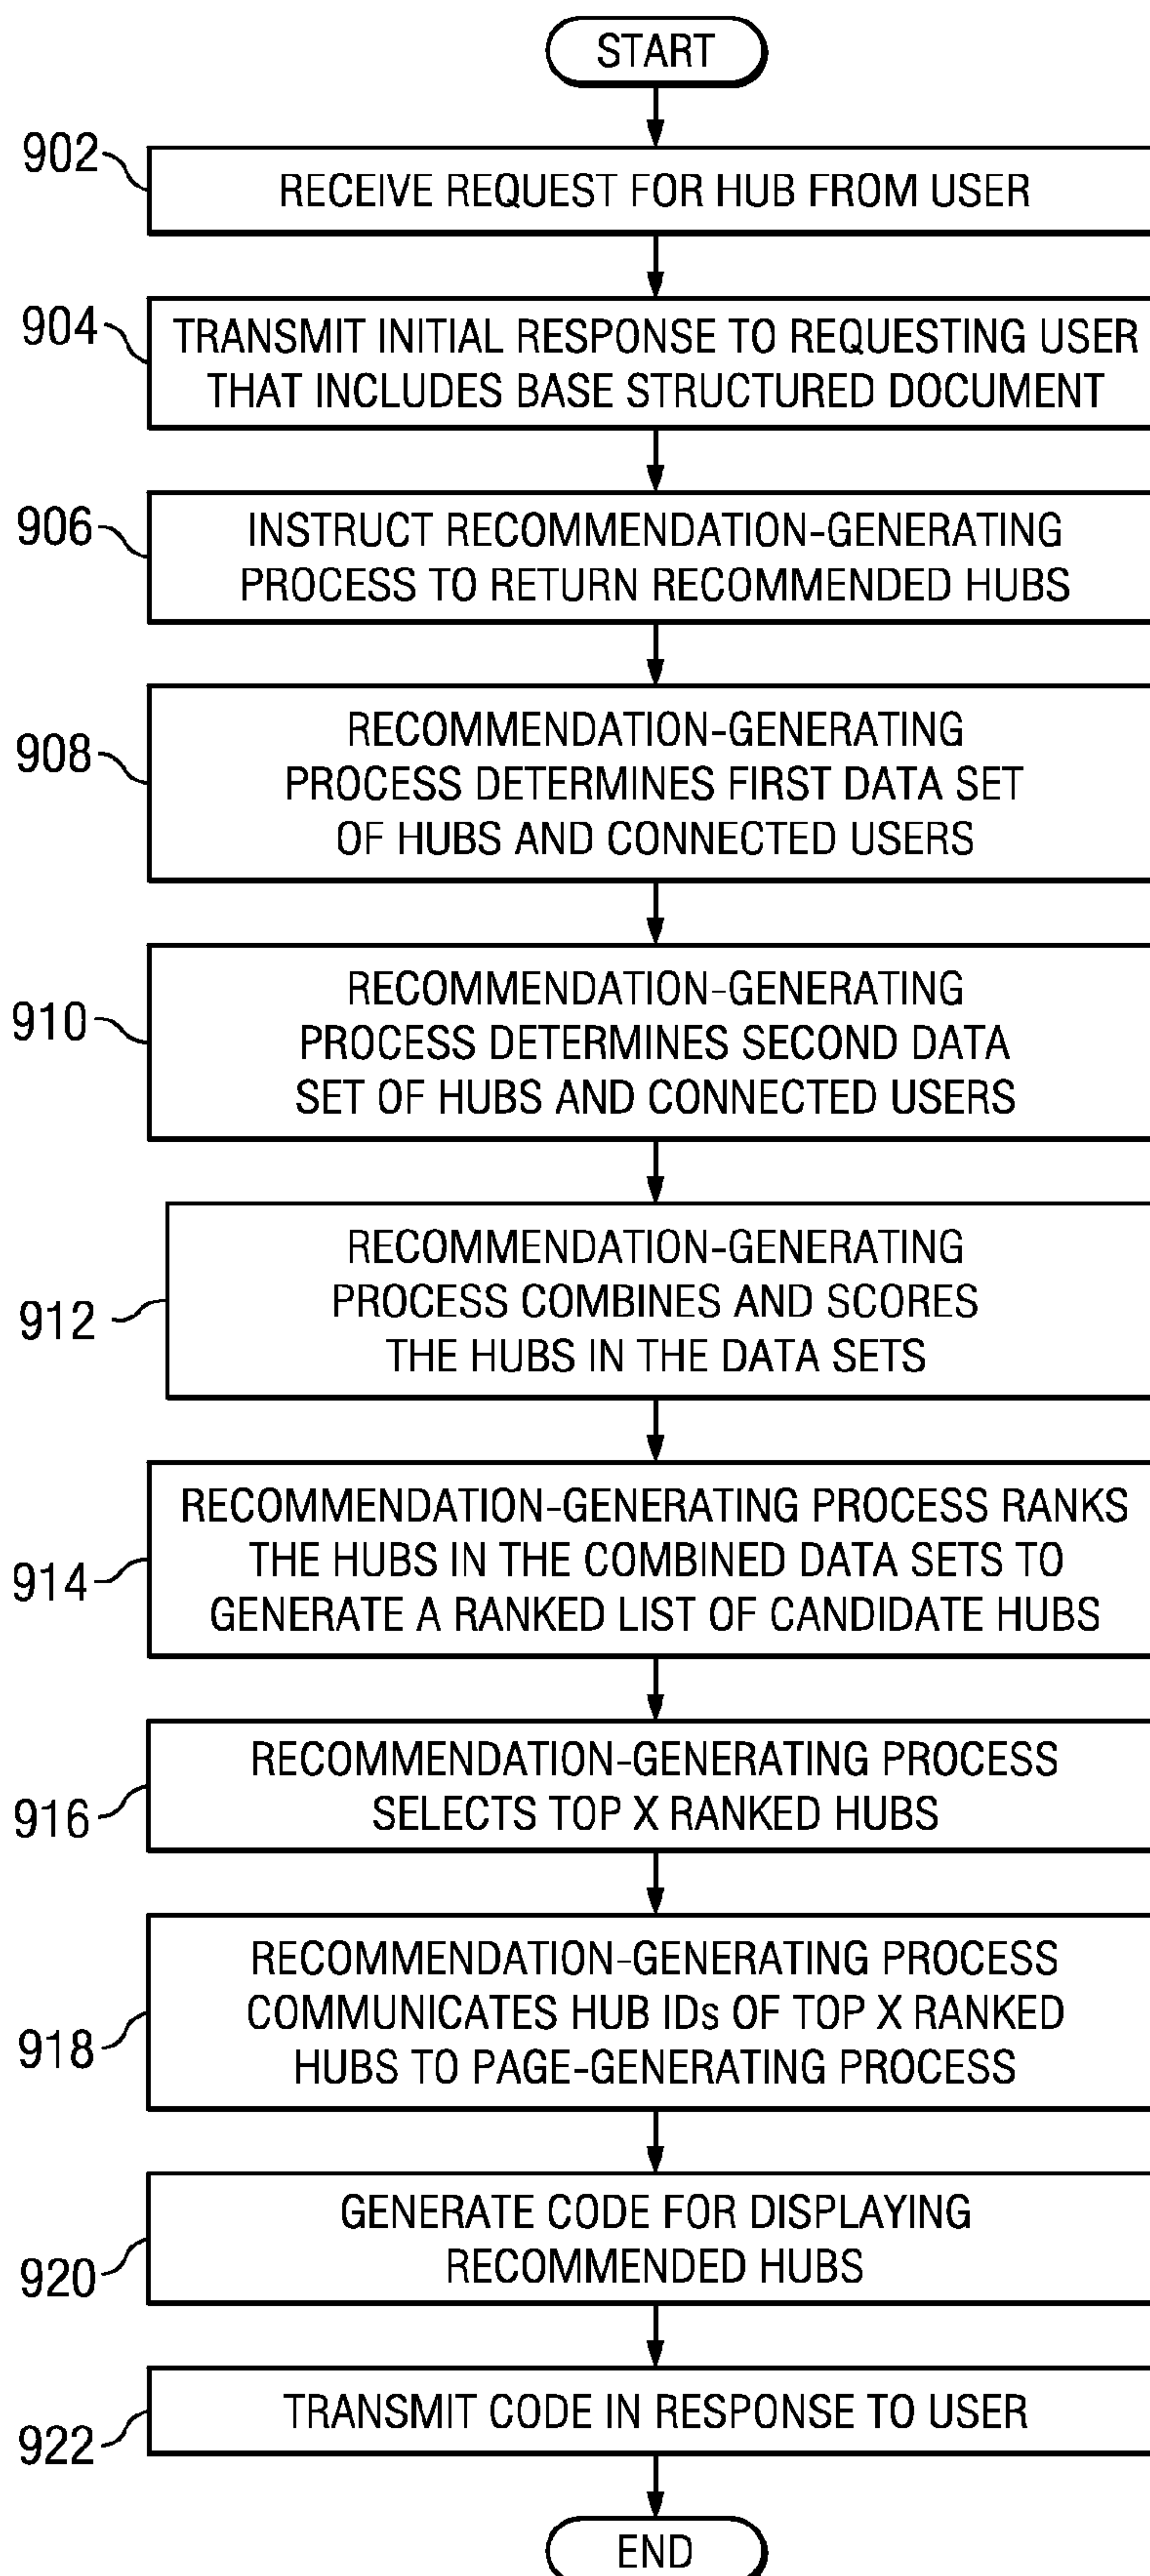 START
902
RECEIVE REQUEST FOR HUB FROM USER
904
TRANSMIT INITIAL RESPONSE TO REQUESTING USER
THAT INCLUDES BASE STRUCTURED DOCUMENT
906
INSTRUCT RECOMMENDATION-GENERATING
PROCESS TO RETURN RECOMMENDED HUBS
908
RECOMMENDATION-GENERATING
PROCESS DETERMINES FIRST DATA SET
OF HUBS AND CONNECTED USERS
910
RECOMMENDATION-GENERATING
PROCESS DETERMINES SECOND DATA
SET OF HUBS AND CONNECTED USERS
912
RECOMMENDATION-GENERATING
PROCESS COMBINES AND SCORES
THE HUBS IN THE DATA SETS
914
RECOMMENDATION-GENERATING PROCESS RANKS
THE HUBS IN THE COMBINED DATA SETS TO
GENERATE A RANKED LIST OF CANDIDATE HUBS
916
RECOMMENDATION-GENERATING PROCESS
SELECTS TOP X RANKED HUBS
918
RECOMMENDATION-GENERATING PROCESS
COMMUNICATES HUB IDs OF TOP X RANKED
HUBS TO PAGE-GENERATING PROCESS
920
GENERATE CODE FOR DISPLAYING
RECOMMENDED HUBS
922
TRANSMIT CODE IN RESPONSE TO USER
END